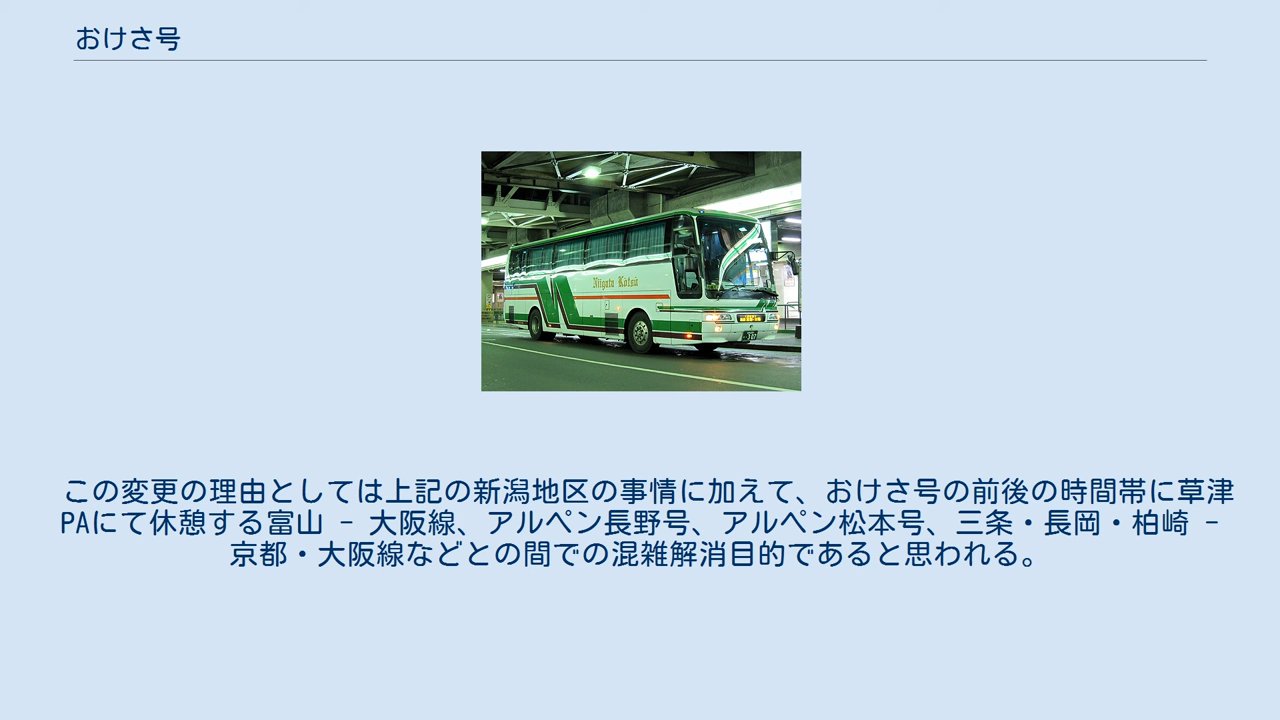 おけさ号
Niigata Kotsu
この変更の理由としては上記の新潟地区の事情に加えて、おけさ号の前後の時間帯に草津
PAにて休憩する富山 - 大阪線、アルペン長野号、アルペン松本号、三条・長岡・柏崎 -
京都・大阪線などとの間での混雑解消目的であると思われる。